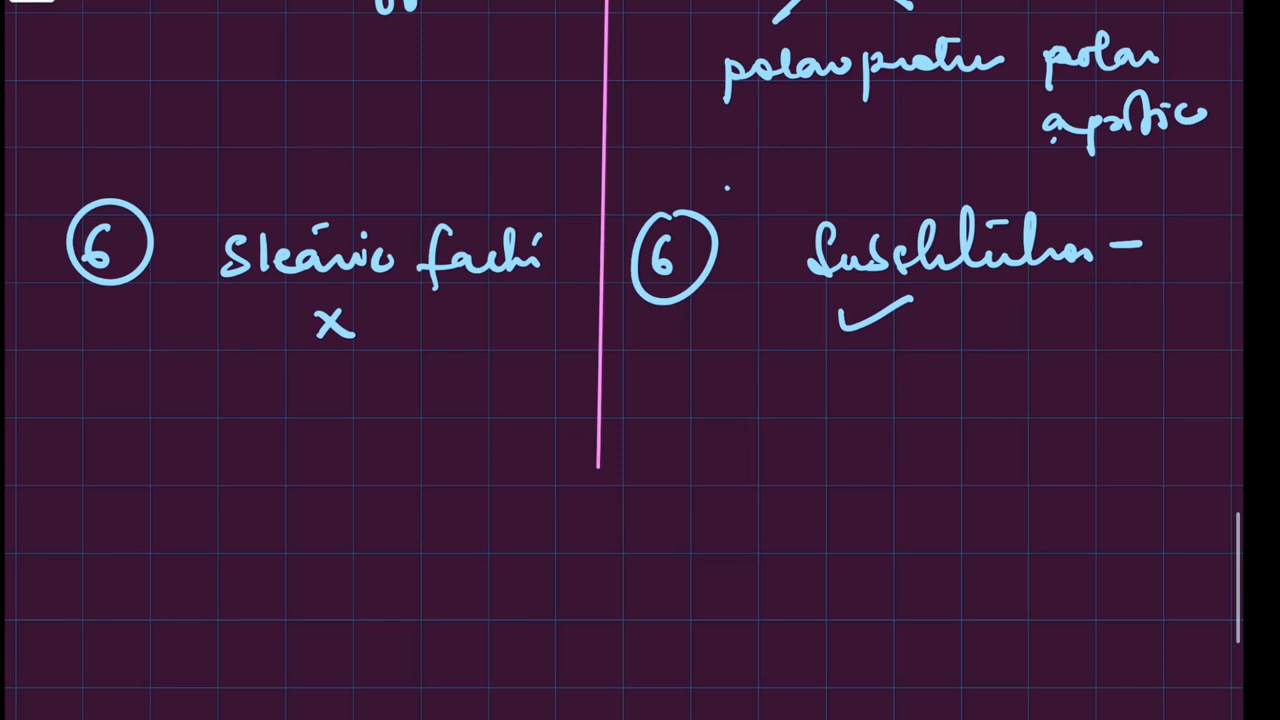 polar protic polar
aprotic
6 Steric factor 6 Substitution –
x ✓